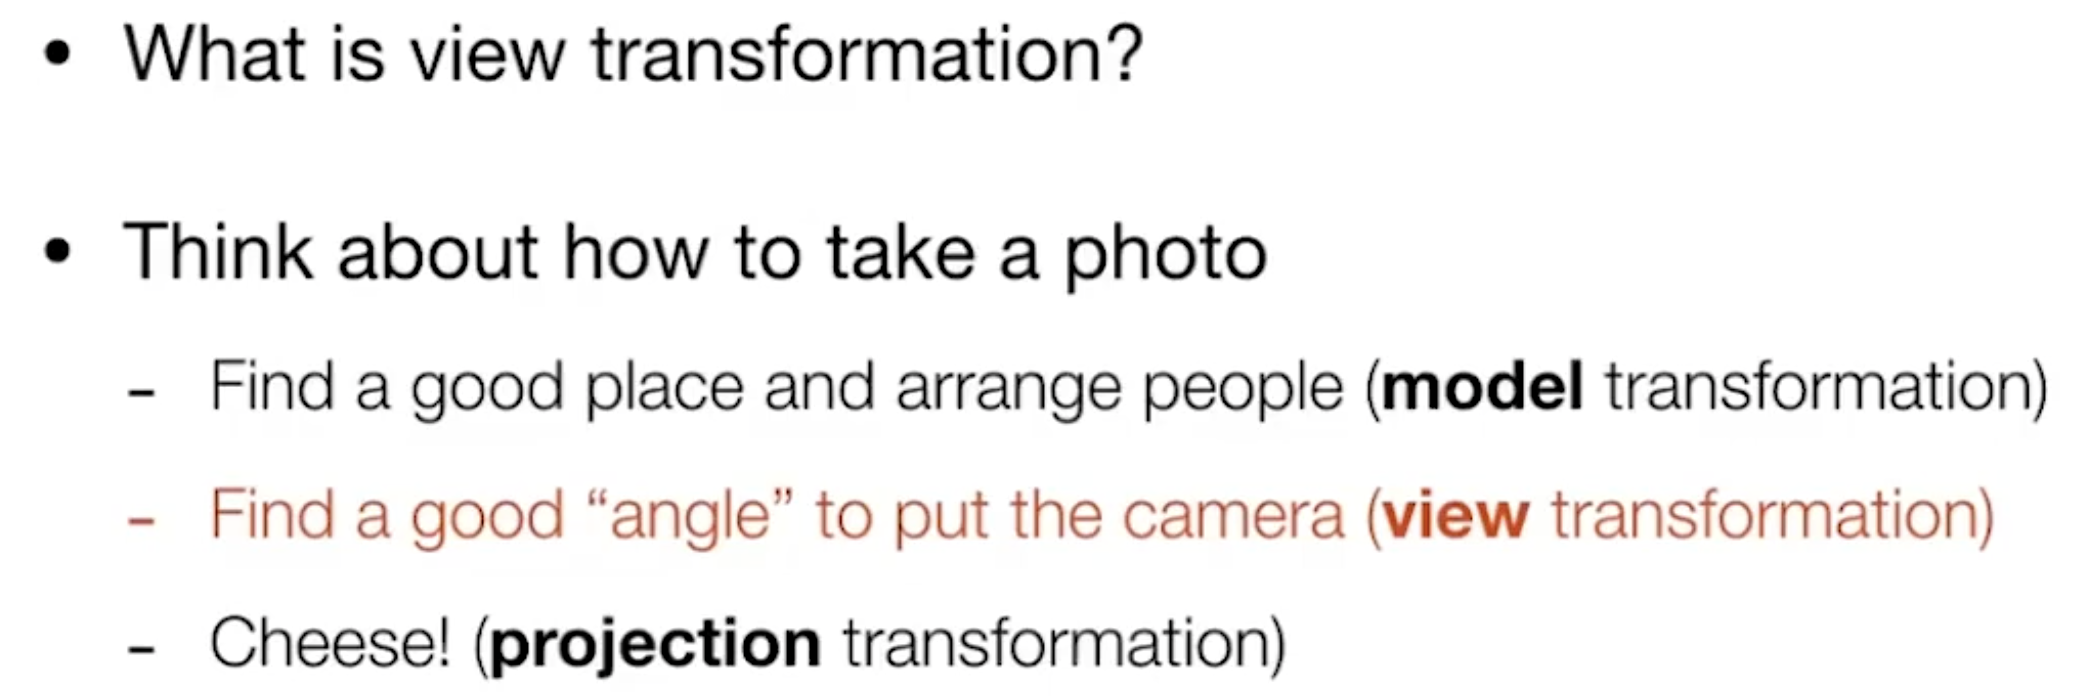 • What is view transformation?
• Think about how to take a photo
- Find a good place and arrange people (model transformation)
- Find a good “angle” to put the camera (view transformation)
- Cheese! (projection transformation)